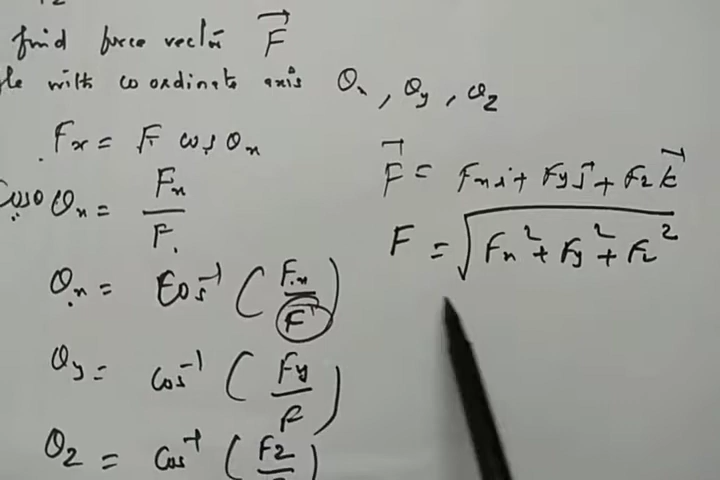 find force vector F⃗
le with coordinate axis θx, θy, θz
Fx = F cos θx
cos θx = Fx / F
θx = cos⁻¹ (Fx / F)
θy = cos⁻¹ (Fy / F)
θz = cos⁻¹ (Fz /
F⃗ = Fx i + Fy j⃗ + Fz k⃗
F = √(Fx² + Fy² + Fz²)